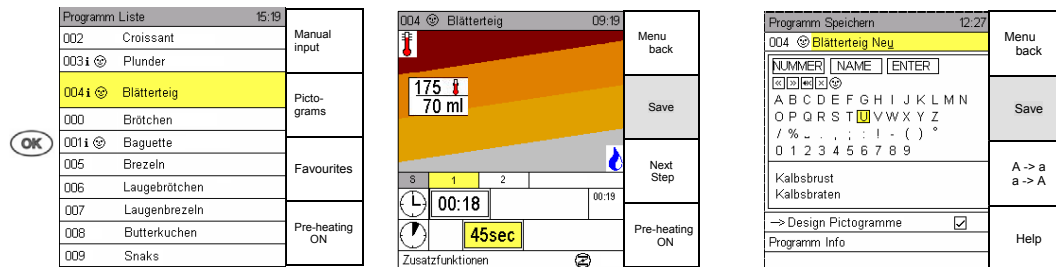 Programm Liste 15:19
002 Croissant
003 i Plunder
004 i Blätterteig
000 Brötchen
001 i Baguette
005 Brezeln
006 Laugebrötchen
007 Laugenbrezeln
008 Butterkuchen
009 Snaks
OK
Manual
input
Picto-
grams
Favourites
Pre-heating
ON
004 Blätterteig 09:19
175
70 ml
S 1 2
00:18 00:19
45sec
Zusatzfunktionen
Menu
back
Save
Next
Step
Pre-heating
ON
Programm Speichern 12:27
004 Blätterteig Neu
NUMMER NAME ENTER
A B C D E F G H I J K L M N
O P Q R S T U V W X Y Z
/ % _ . , ; : ! - ( ) °
0 1 2 3 4 5 6 7 8 9
Kalbsbrust
Kalbsbraten
-> Design Pictogramme
Programm Info
Menu
back
Save
A -> a
a -> A
Help